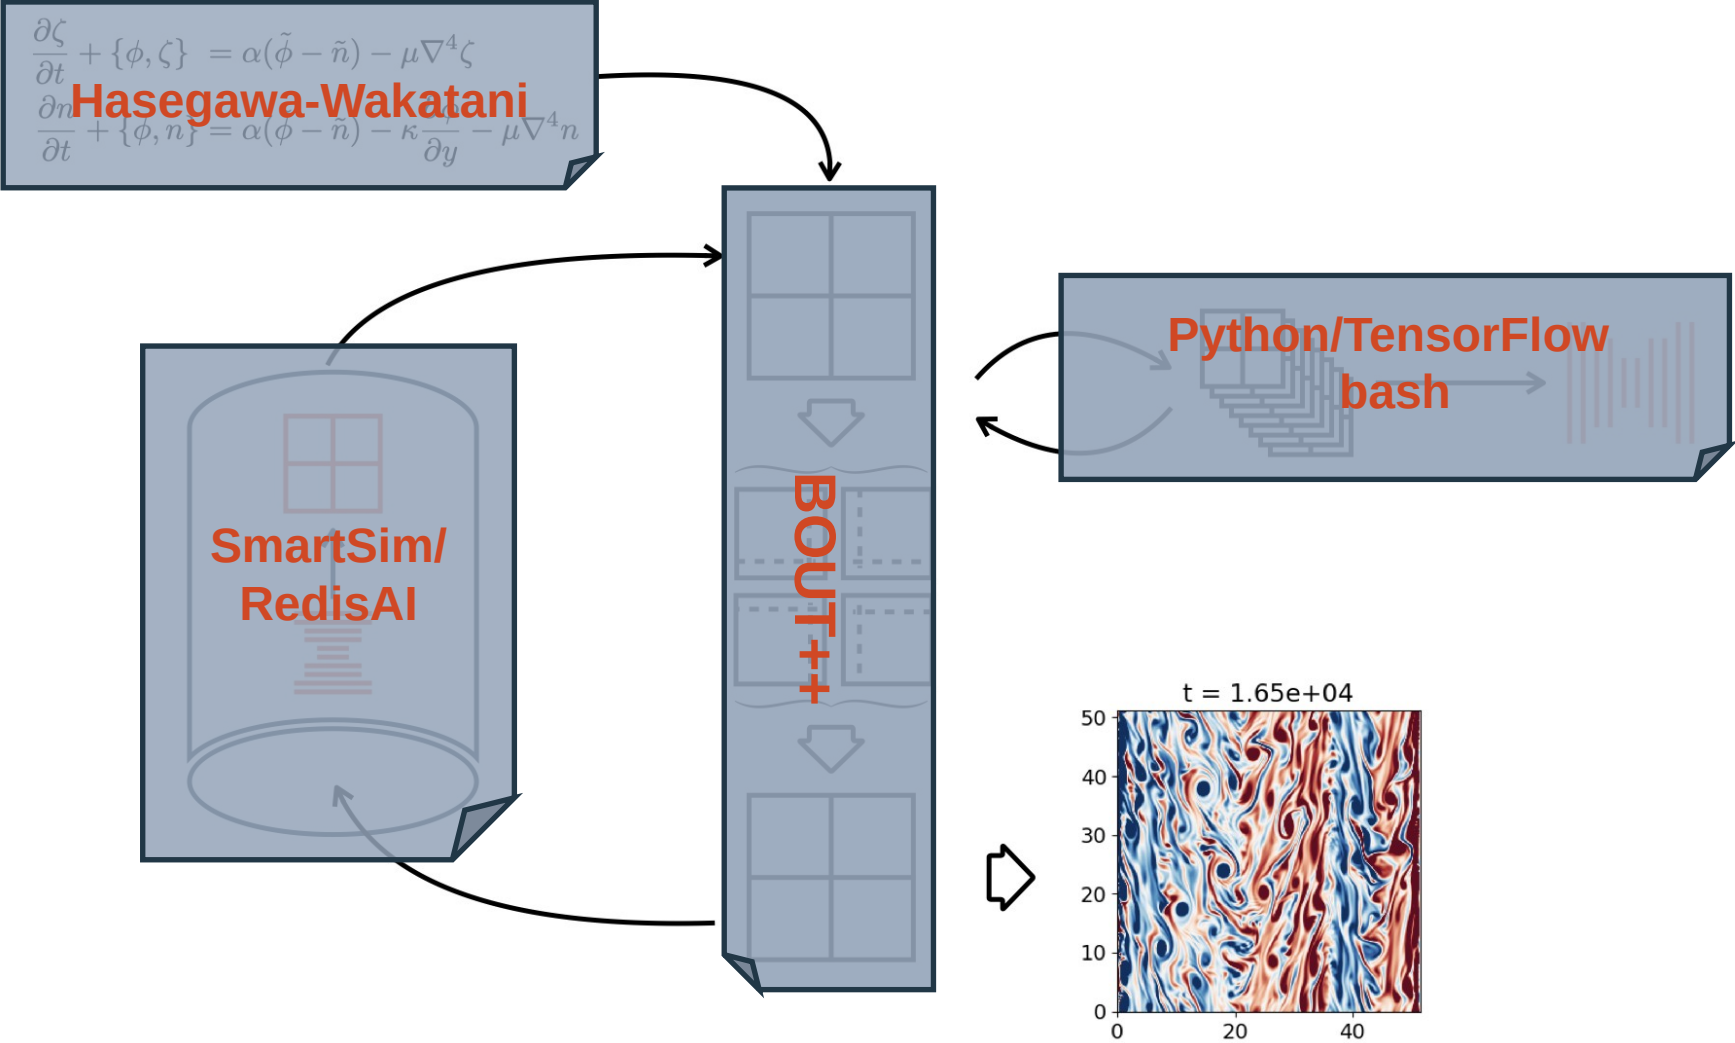 ∂ζ/∂t + {ϕ, ζ} = α(ϕ̃ − ñ) − μ∇⁴ζ
Hasegawa-Wakatani
∂n/∂t + {ϕ, n} = α(ϕ̃ − ñ) − κ ∂ϕ/∂y − μ∇⁴n
Python/TensorFlow
bash
SmartSim/
RedisAI
BOUT++
t = 1.65e+04
50
40
30
20
10
0
0 20 40